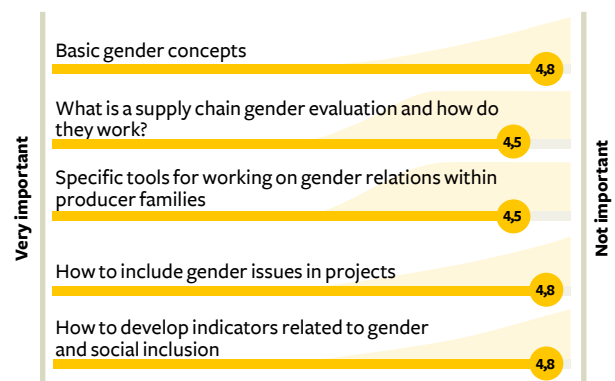 Basic gender concepts
4,8
What is a supply chain gender evaluation and how do
they work?
4,5
Specific tools for working on gender relations within
producer families
4,5
How to include gender issues in projects
4,8
How to develop indicators related to gender
and social inclusion
4,8
Very important
Not important